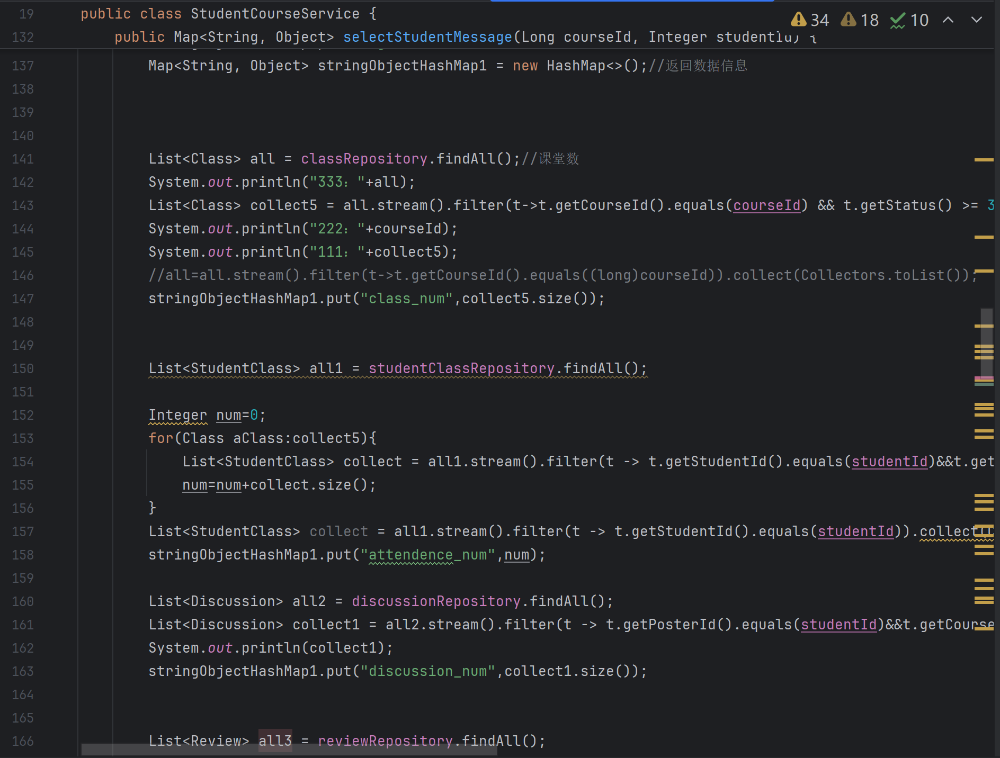 19 public class StudentCourseService {
34 18 10
132 public Map<String, Object> selectStudentMessage(Long courseId, Integer studentId) {
137 Map<String, Object> stringObjectHashMap1 = new HashMap<>();//返回数据信息
138
139
140
141 List<Class> all = classRepository.findAll();//课堂数
142 System.out.println("333："+all);
143 List<Class> collect5 = all.stream().filter(t->t.getCourseId().equals(courseId) && t.getStatus() >= 3
144 System.out.println("222："+courseId);
145 System.out.println("111："+collect5);
146 //all=all.stream().filter(t->t.getCourseId().equals((long)courseId)).collect(Collectors.toList());
147 stringObjectHashMap1.put("class_num",collect5.size());
148
149
150 List<StudentClass> all1 = studentClassRepository.findAll();
151
152 Integer num=0;
153 for(Class aClass:collect5){
154 List<StudentClass> collect = all1.stream().filter(t -> t.getStudentId().equals(studentId)&&t.get
155 num=num+collect.size();
156 }
157 List<StudentClass> collect = all1.stream().filter(t -> t.getStudentId().equals(studentId)).collect(
158 stringObjectHashMap1.put("attendence_num",num);
159
160 List<Discussion> all2 = discussionRepository.findAll();
161 List<Discussion> collect1 = all2.stream().filter(t -> t.getPosterId().equals(studentId)&&t.getCourse
162 System.out.println(collect1);
163 stringObjectHashMap1.put("discussion_num",collect1.size());
164
165
166 List<Review> all3 = reviewRepository.findAll();